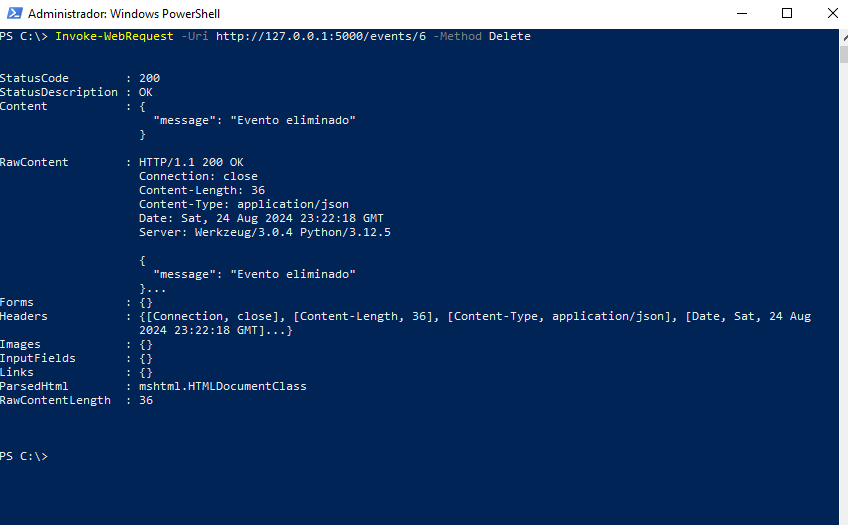 Administrador: Windows PowerShell
PS C:\> Invoke-WebRequest -Uri http://127.0.0.1:5000/events/6 -Method Delete
StatusCode        : 200
StatusDescription : OK
Content           : {
                      "message": "Evento eliminado"
                    }
RawContent        : HTTP/1.1 200 OK
                    Connection: close
                    Content-Length: 36
                    Content-Type: application/json
                    Date: Sat, 24 Aug 2024 23:22:18 GMT
                    Server: Werkzeug/3.0.4 Python/3.12.5
                    {
                      "message": "Evento eliminado"
                    }...
Forms             : {}
Headers           : {[Connection, close], [Content-Length, 36], [Content-Type, application/json], [Date, Sat, 24 Aug
                    2024 23:22:18 GMT]...}
Images            : {}
InputFields       : {}
Links             : {}
ParsedHtml        : mshtml.HTMLDocumentClass
RawContentLength  : 36
PS C:\>